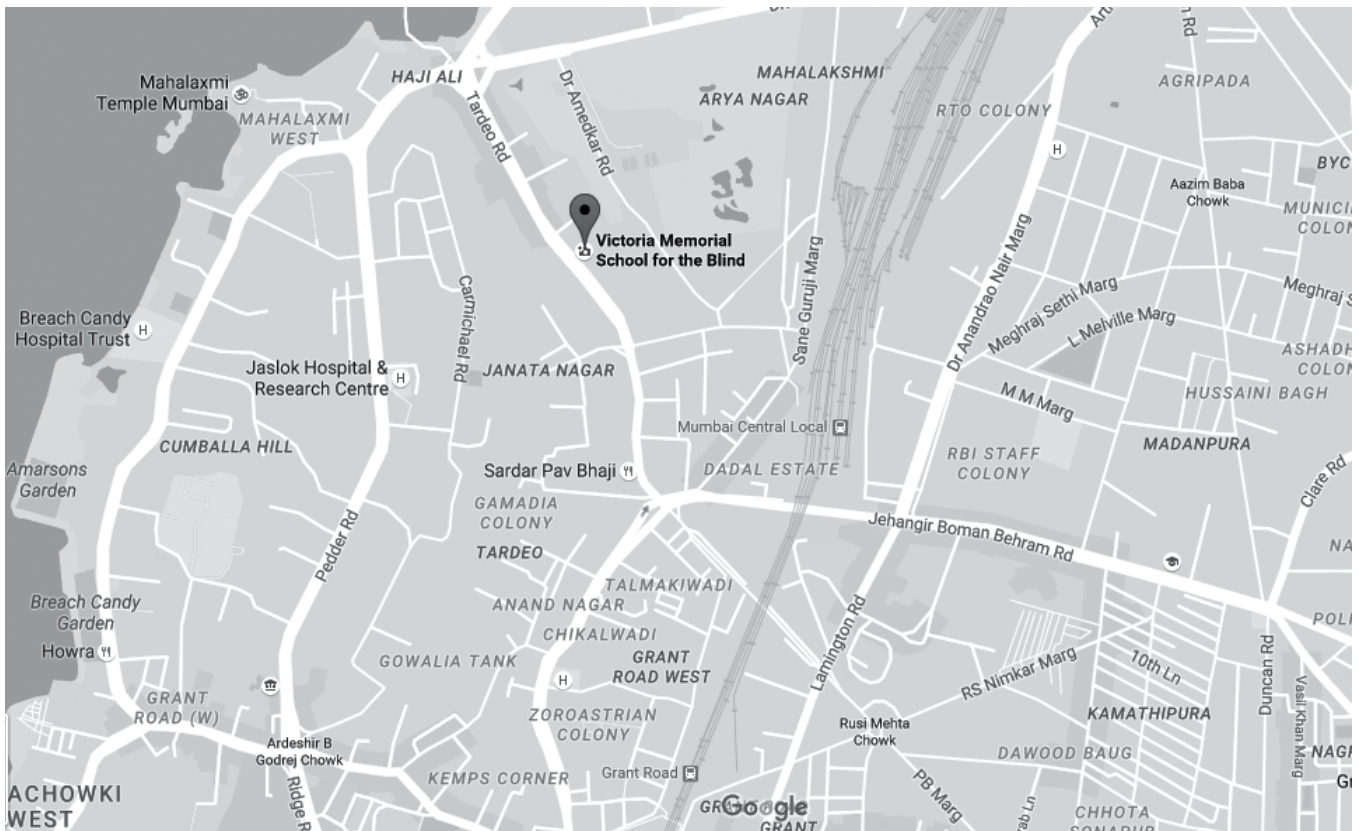 Mahalaxmi
Temple Mumbai
HAJI ALI
MAHALAXMI
WEST
Tardeo Rd
Dr Amedkar Rd
MAHALAKSHMI
ARYA NAGAR
RTO COLONY
AGRIPADA
H
Aazim Baba
Chowk
Victoria Memorial
School for the Blind
Sane Guruji Marg
Dr Anandrao Nair Marg
Meghraj Sethi Marg
L Melville Marg
Breach Candy
Hospital Trust
H
Carmichael Rd
Jaslok Hospital &
Research Centre
H
JANATA NAGAR
M M Marg
HUSSAINI BAGH
Mumbai Central Local
CUMBALLA HILL
MADANPURA
Amarsons
Garden
Sardar Pav Bhaji
DADAL ESTATE
RBI STAFF
COLONY
Clare Rd
GAMADIA
COLONY
Pedder Rd
TARDEO
Jehangir Boman Behram Rd
TALMAKIWADI
ANAND NAGAR
Breach Candy
Garden
CHIKALWADI
Howra
GOWALIA TANK
GRANT
ROAD WEST
Lamington Rd
RS Nimkar Marg
10th Ln
Duncan Rd
Vasil Khan Marg
H
GRANT
ROAD (W)
ZOROASTRIAN
COLONY
KAMATHIPURA
Rusi Mehta
Chowk
Ardeshir B
Godrej Chowk
DAWOOD BAUG
KEMPS CORNER
Grant Road
PB Marg
ACHOWKI
WEST
Ridge R
Google
GRANT
CHHOTA